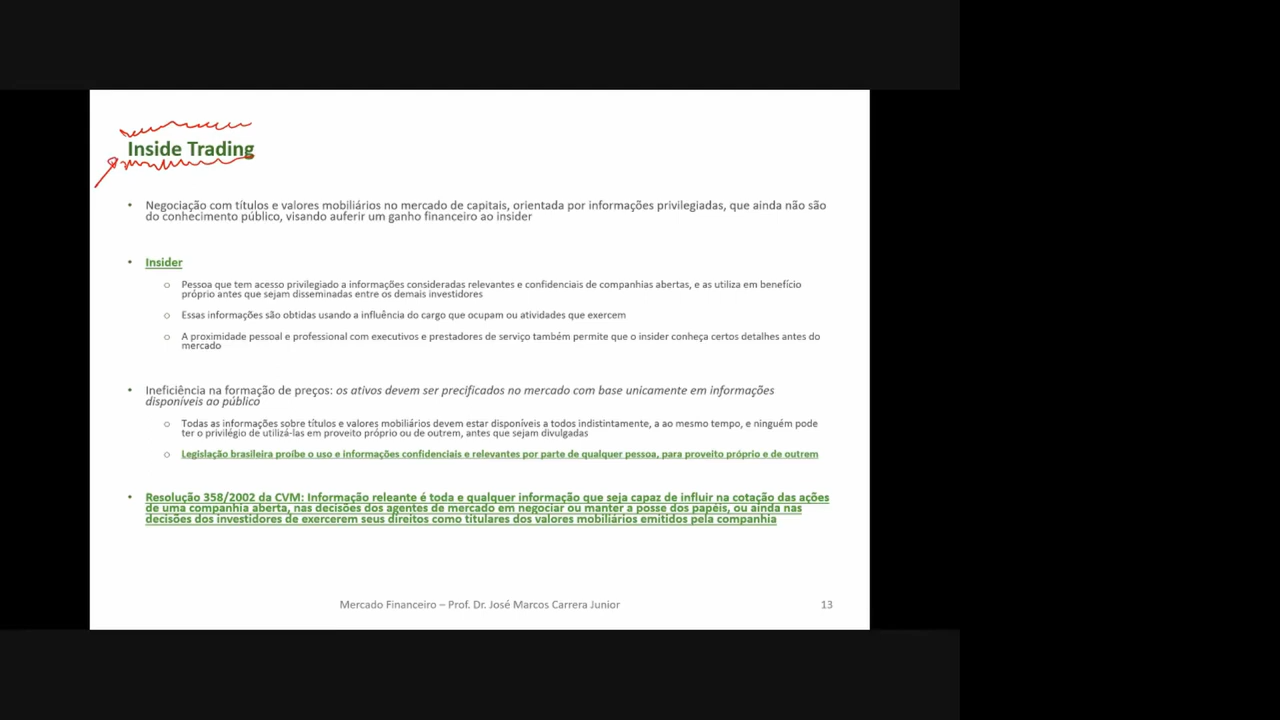 Inside Trading
• Negociação com títulos e valores mobiliários no mercado de capitais, orientada por informações privilegiadas, que ainda não são
do conhecimento público, visando auferir um ganho financeiro ao insider
• Insider
o Pessoa que tem acesso privilegiado a informações consideradas relevantes e confidenciais de companhias abertas, e as utiliza em benefício
próprio antes que sejam disseminadas entre os demais investidores
o Essas informações são obtidas usando a influência do cargo que ocupam ou atividades que exercem
o A proximidade pessoal e professional com executivos e prestadores de serviço também permite que o insider conheça certos detalhes antes do
mercado
• Ineficiência na formação de preços: os ativos devem ser precificados no mercado com base unicamente em informações
disponíveis ao público
o Todas as informações sobre títulos e valores mobiliários devem estar disponíveis a todos indistintamente, a ao mesmo tempo, e ninguém pode
ter o privilégio de utilizá-las em proveito próprio ou de outrem, antes que sejam divulgadas
o Legislação brasileira proíbe o uso e informações confidenciais e relevantes por parte de qualquer pessoa, para proveito próprio e de outrem
• Resolução 358/2002 da CVM: Informação releante é toda e qualquer informação que seja capaz de influir na cotação das ações
de uma companhia aberta, nas decisões dos agentes de mercado em negociar ou manter a posse dos papéis, ou ainda nas
decisões dos investidores de exercerem seus direitos como titulares dos valores mobiliários emitidos pela companhia
Mercado Financeiro – Prof. Dr. José Marcos Carrera Junior
13